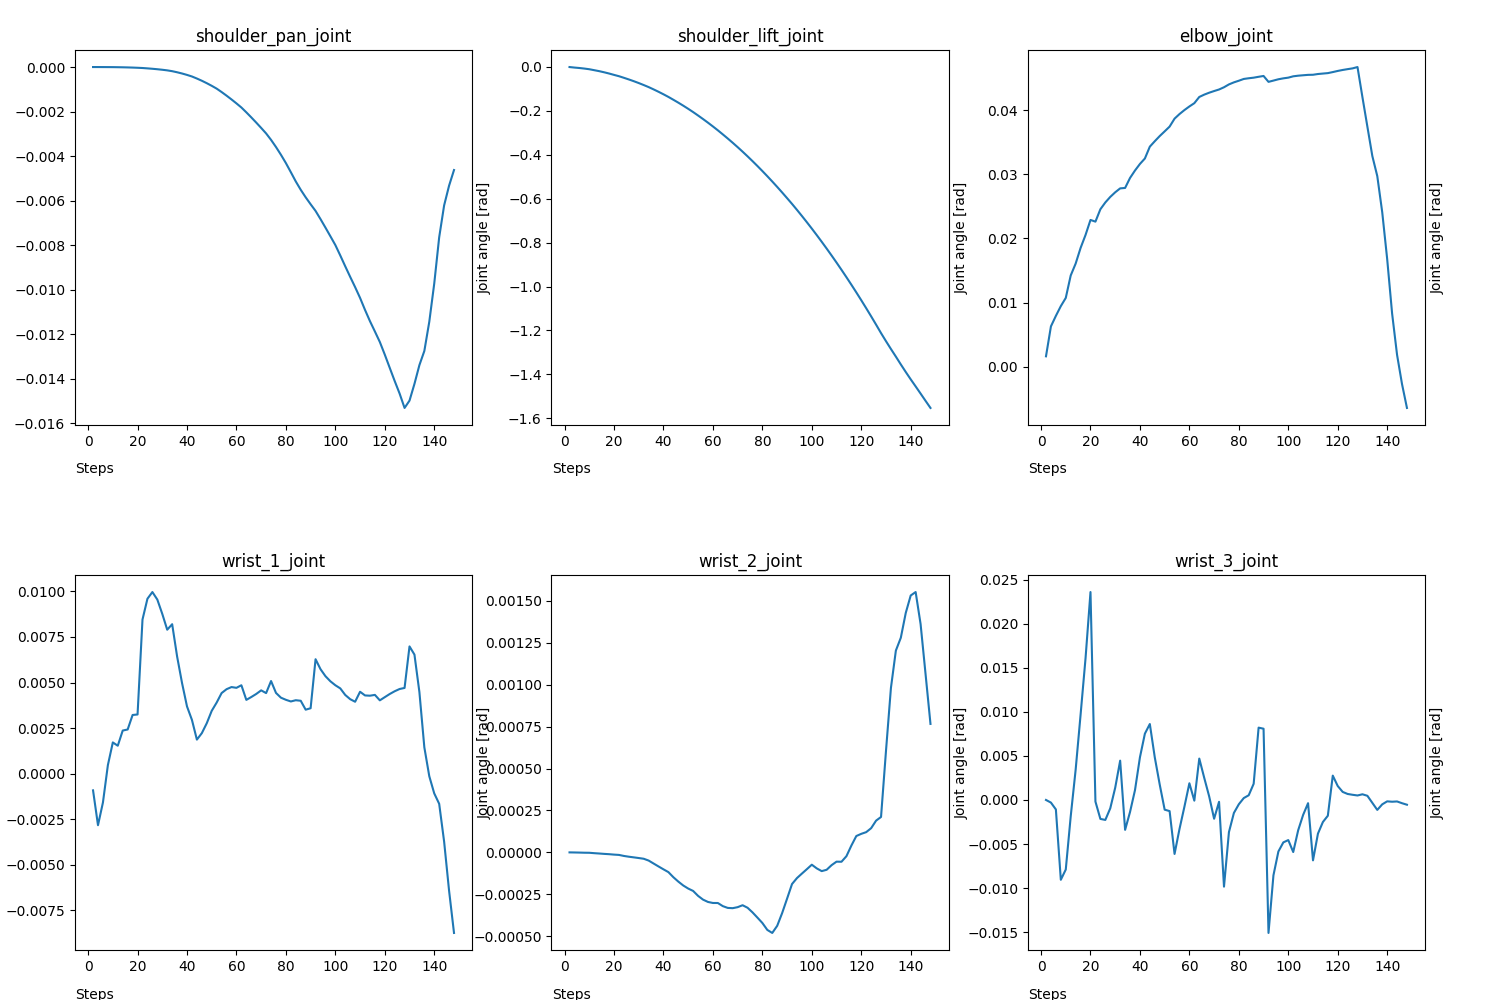 shoulder_pan_joint
shoulder_lift_joint
elbow_joint
0.000
−0.002
−0.004
−0.006
−0.008
−0.010
−0.012
−0.014
−0.016
0 20 40 60 80 100 120 140
Steps
Joint angle [rad]
0.0
−0.2
−0.4
−0.6
−0.8
−1.0
−1.2
−1.4
−1.6
0 20 40 60 80 100 120 140
Steps
Joint angle [rad]
0.04
0.03
0.02
0.01
0.00
0 20 40 60 80 100 120 140
Steps
Joint angle [rad]
wrist_1_joint
wrist_2_joint
wrist_3_joint
0.0100
0.0075
0.0050
0.0025
0.0000
−0.0025
−0.0050
−0.0075
0 20 40 60 80 100 120 140
Steps
Joint angle [rad]
0.00150
0.00125
0.00100
0.00075
0.00050
0.00025
0.00000
−0.00025
−0.00050
0 20 40 60 80 100 120 140
Steps
Joint angle [rad]
0.025
0.020
0.015
0.010
0.005
0.000
−0.005
−0.010
−0.015
0 20 40 60 80 100 120 140
Steps
Joint angle [rad]